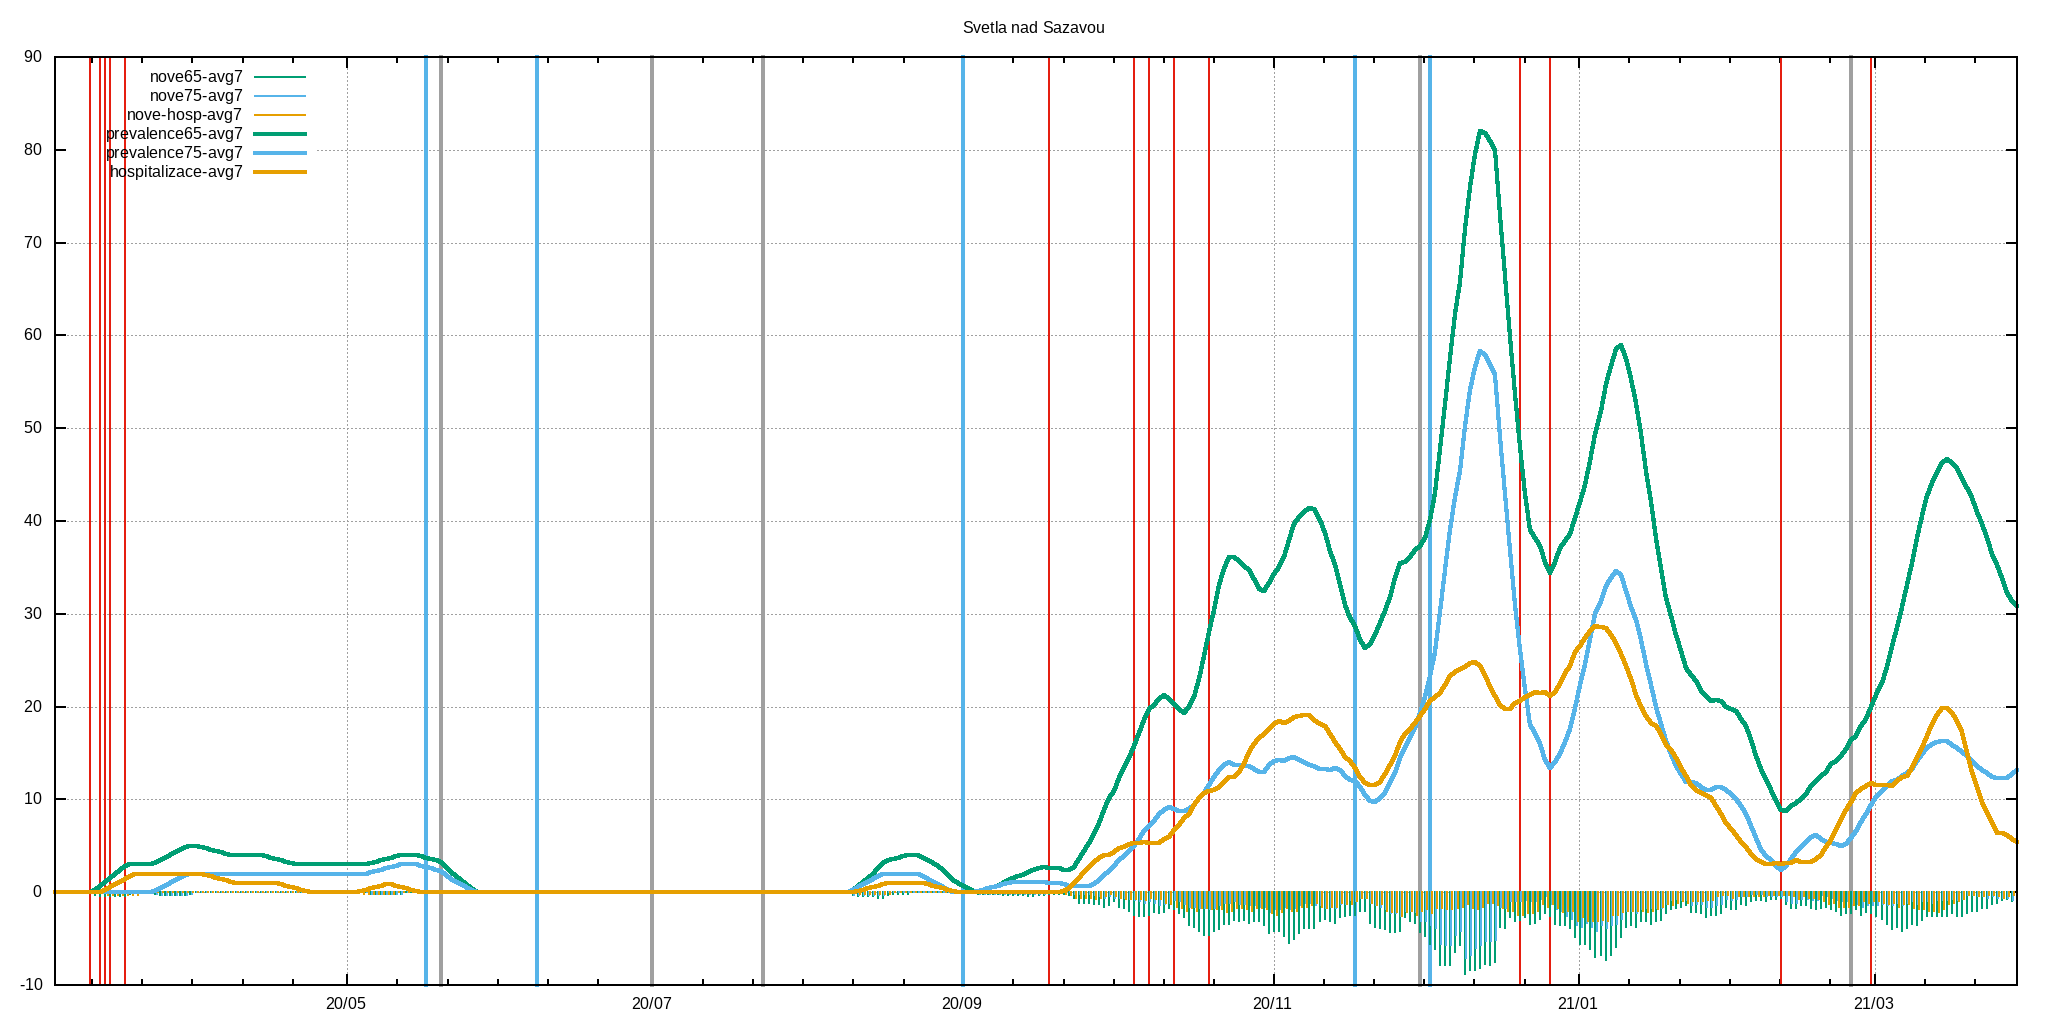 Svetla nad Sazavou
90
80
70
60
50
40
30
20
10
0
-10
nove65-avg7
nove75-avg7
nove-hosp-avg7
prevalence65-avg7
prevalence75-avg7
hospitalizace-avg7
20/05
20/07
20/09
20/11
21/01
21/03